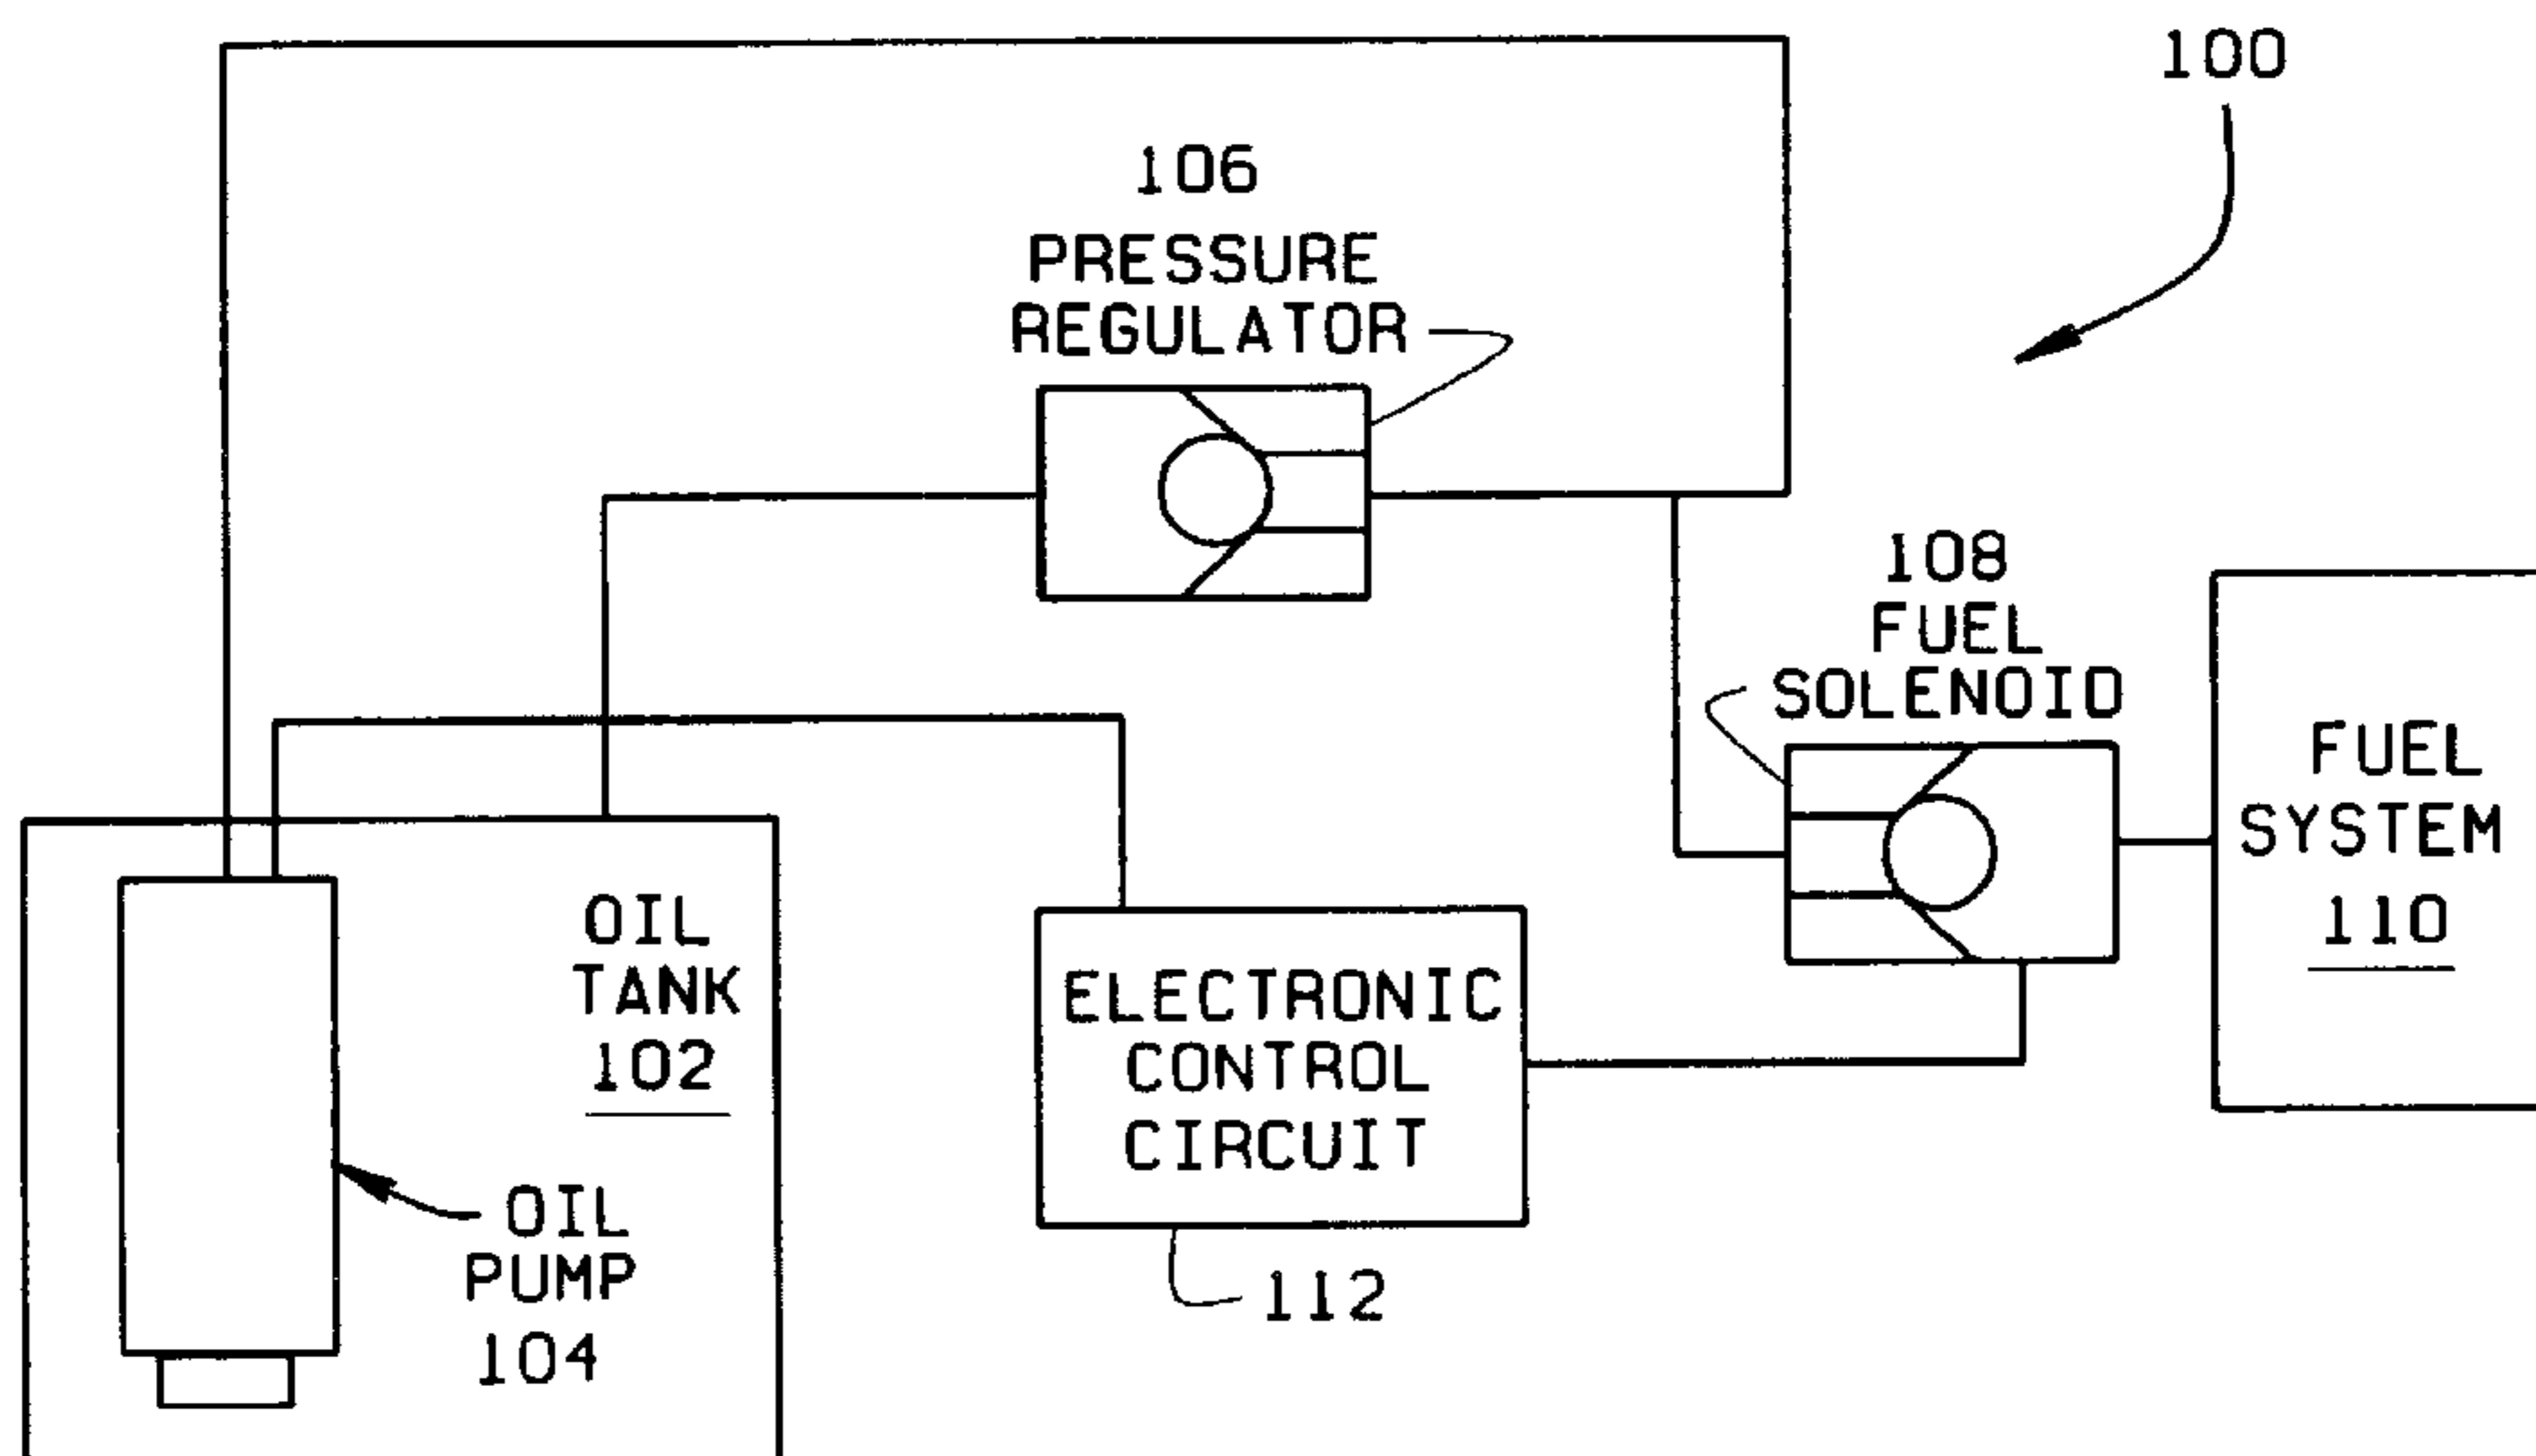 100
106
PRESSURE
REGULATOR
108
FUEL
SOLENOID
FUEL
SYSTEM
110
OIL
TANK
102
ELECTRONIC
CONTROL
CIRCUIT
OIL
PUMP
104
112